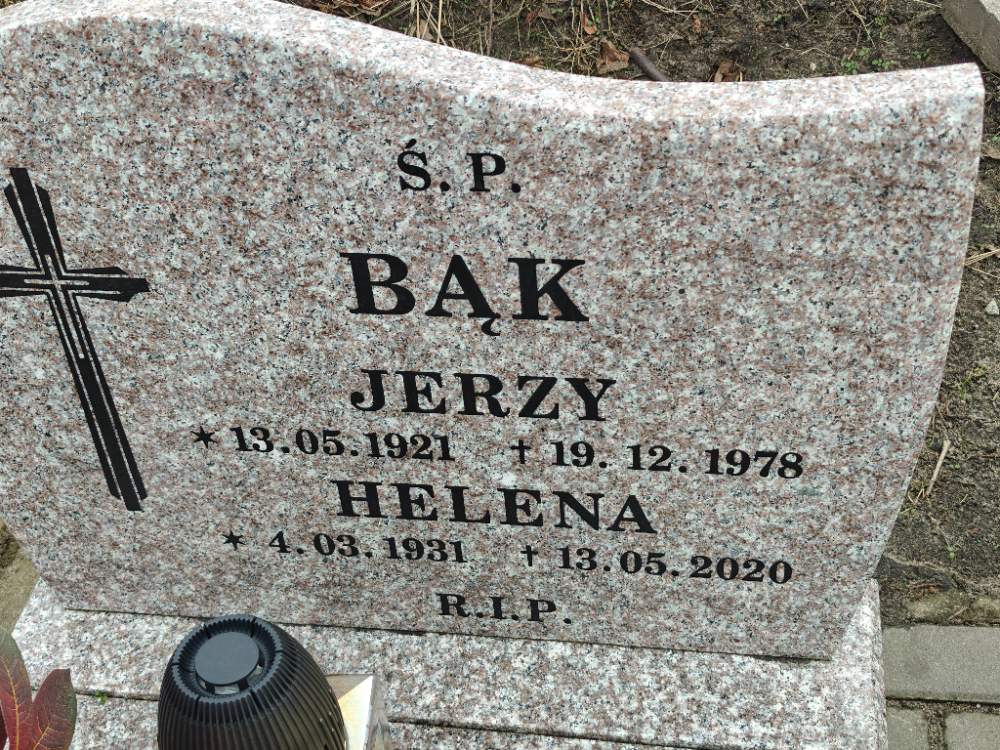 Ś. P.
BĄK
JERZY
✶ 13.05.1921 † 19.12.1978
HELENA
✶ 4.03.1931 † 13.05.2020
R.I.P.